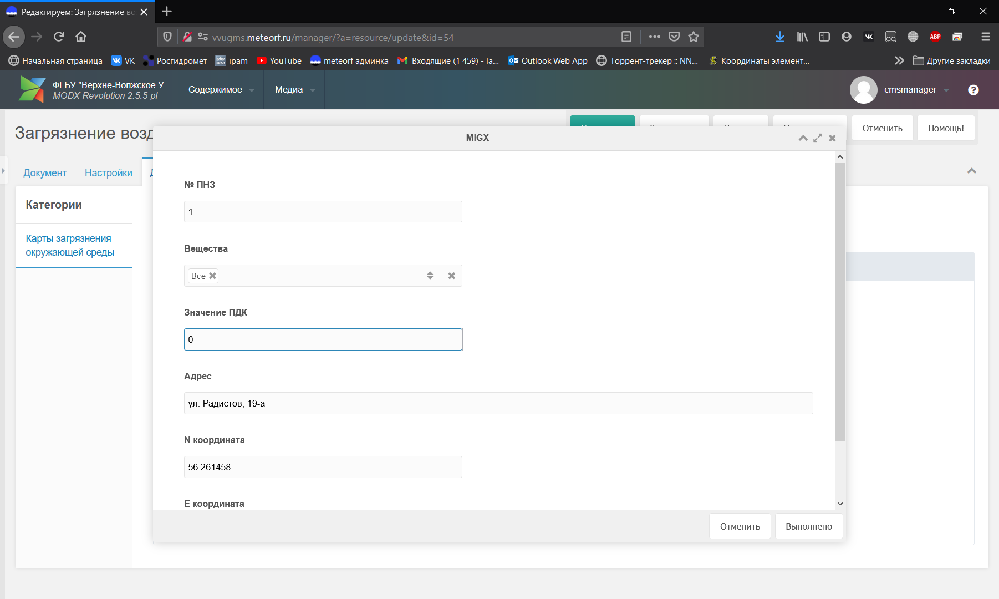 Редактируем: Загрязнение во
vvugms.meteorf.ru/manager/?a=resource/update&id=54
Начальная страница
VK
Росгидромет
ipam
YouTube
meteorf админка
Входящие (1 459) - la...
Outlook Web App
Торрент-трекер :: NN...
Координаты элемент...
Другие закладки
ABP
php
IPAM
ФГБУ "Верхне-Волжское У...
MODX Revolution 2.5.5-pl
Содержимое
Медиа
cmsmanager
Загрязнение возд
Отменить
Помощь!
MIGX
Документ
Настройки
Категории
Карты загрязнения
окружающей среды
№ ПНЗ
1
Вещества
Все
Значение ПДК
0
Адрес
ул. Радистов, 19-а
N координата
56.261458
E координата
Отменить
Выполнено